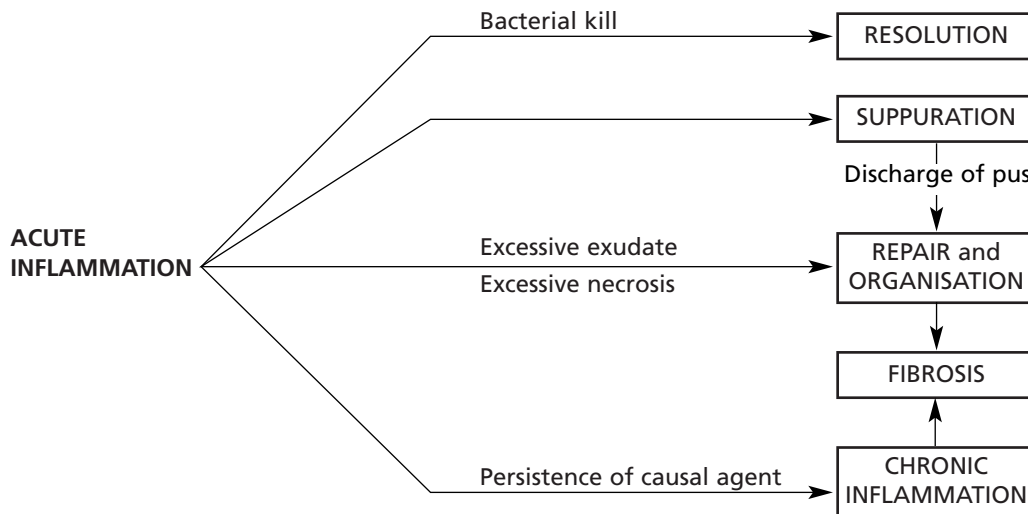 Bacterial kill
RESOLUTION
SUPPURATION
Discharge of pus
ACUTE
INFLAMMATION
Excessive exudate
Excessive necrosis
REPAIR and
ORGANISATION
FIBROSIS
Persistence of causal agent
CHRONIC
INFLAMMATION